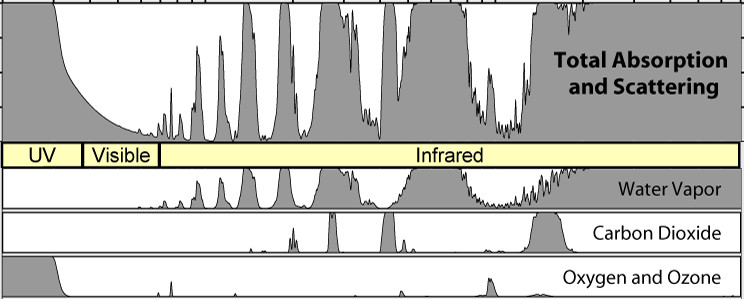 Total Absorption
and Scattering
UV Visible Infrared
Water Vapor
Carbon Dioxide
Oxygen and Ozone